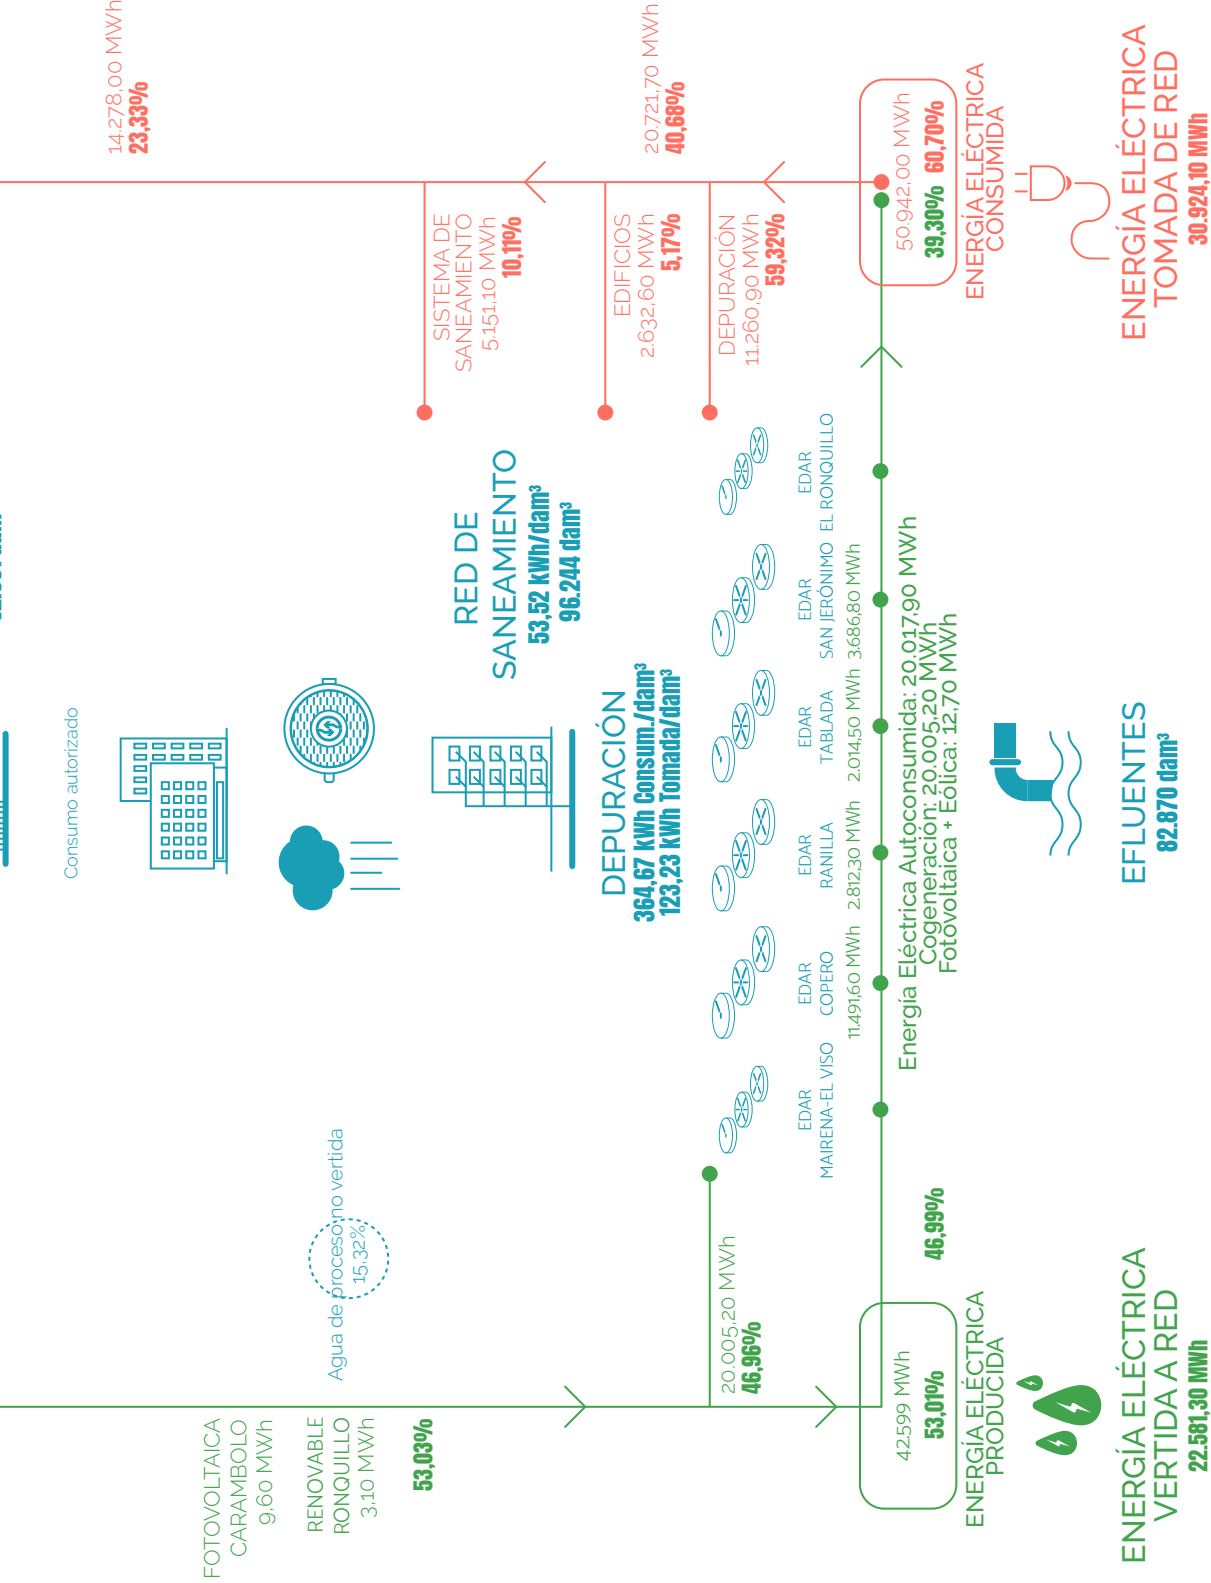 14.278,00 MWh
23,33%
Consumo autorizado
FOTOVOLTAICA
CARAMBOLO
9,60 MWh
RENOVABLE
RONQUILLO
3,10 MWh
53,03%
Agua de proceso no vertida
15.32%
SISTEMA DE
SANEAMIENTO
5.151,10 MWh
10,11%
RED DE
SANEAMIENTO
53,52 kWh/dam³
96.244 dam³
EDIFICIOS
2.632,60 MWh
5,17%
20.721,70 MWh
40,68%
DEPURACIÓN
364,67 kWh Consum./dam³
123,23 kWh Tomada/dam³
20.005,20 MWh
46,96%
DEPURACIÓN
11.260,90 MWh
59,32%
EDAR
MAIRENA-EL VISO
EDAR
COPERO
11.491,60 MWh
EDAR
RANILLA
2.812,30 MWh
EDAR
TABLADA
2.014,50 MWh
EDAR
SAN JERÓNIMO
3.686,80 MWh
EDAR
EL RONQUILLO
42.599 MWh
53,01%
46,99%
ENERGÍA ELÉCTRICA
PRODUCIDA
Energía Eléctrica Autoconsumida: 20.017,90 MWh
Cogeneración: 20.005,20 MWh
Fotovoltaica + Eólica: 12,70 MWh
50.942,00 MWh
39,30% 60,70%
ENERGÍA ELÉCTRICA
CONSUMIDA
ENERGÍA ELÉCTRICA
VERTIDA A RED
22.581,30 MWh
EFLUENTES
82.870 dam³
ENERGÍA ELÉCTRICA
TOMADA DE RED
30.924,10 MWh